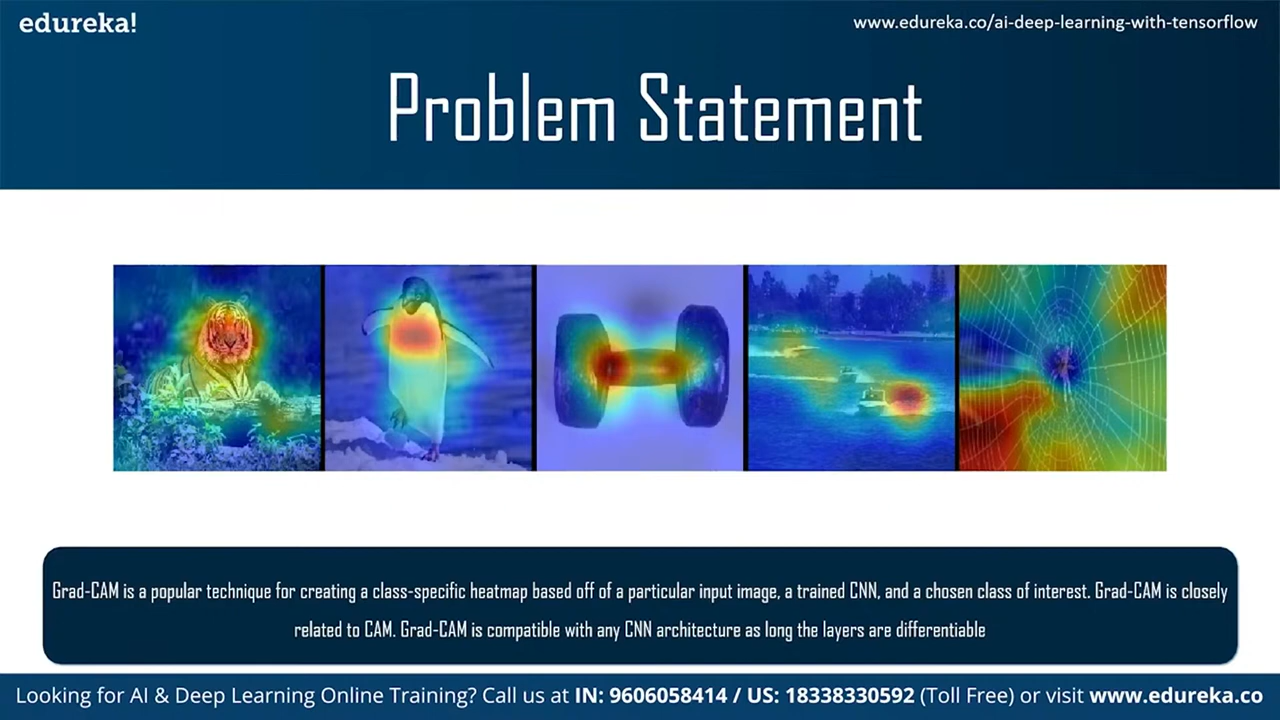 edureka!
www.edureka.co/ai-deep-learning-with-tensorflow
Problem Statement
Grad-CAM is a popular technique for creating a class-specific heatmap based off of a particular input image, a trained CNN, and a chosen class of interest. Grad-CAM is closely
related to CAM. Grad-CAM is compatible with any CNN architecture as long the layers are differentiable
Looking for AI & Deep Learning Online Training? Call us at IN: 9606058414 / US: 18338330592 (Toll Free) or visit www.edureka.co